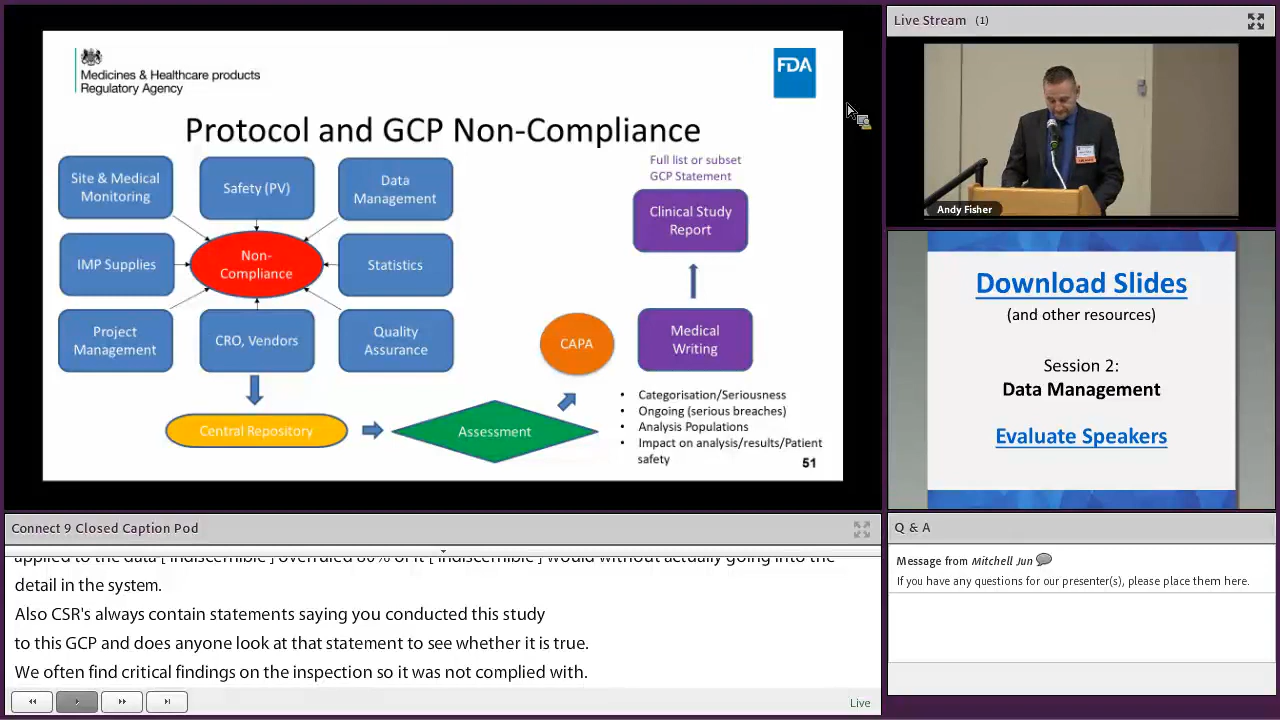 Medicines & Healthcare products
Regulatory Agency
FDA
Protocol and GCP Non-Compliance
Site & Medical
Monitoring
Safety (PV)
Data
Management
IMP Supplies
Non-
Compliance
Statistics
Project
Management
CRO, Vendors
Quality
Assurance
Central Repository
Assessment
CAPA
Full list or subset
GCP Statement
Clinical Study
Report
Medical
Writing
• Categorisation/Seriousness
• Ongoing (serious breaches)
• Analysis Populations
• Impact on analysis/results/Patient
safety
51
Live Stream (1)
Andy Fisher
Download Slides
(and other resources)
Session 2:
Data Management
Evaluate Speakers
Connect 9 Closed Caption Pod
applied to the data [ indiscernible ] overruled 80% of it [ indiscernible ] would without actually going into the
detail in the system.
Also CSR's always contain statements saying you conducted this study
to this GCP and does anyone look at that statement to see whether it is true.
We often find critical findings on the inspection so it was not complied with.
Live
Q & A
Message from Mitchell Jun
If you have any questions for our presenter(s), please place them here.